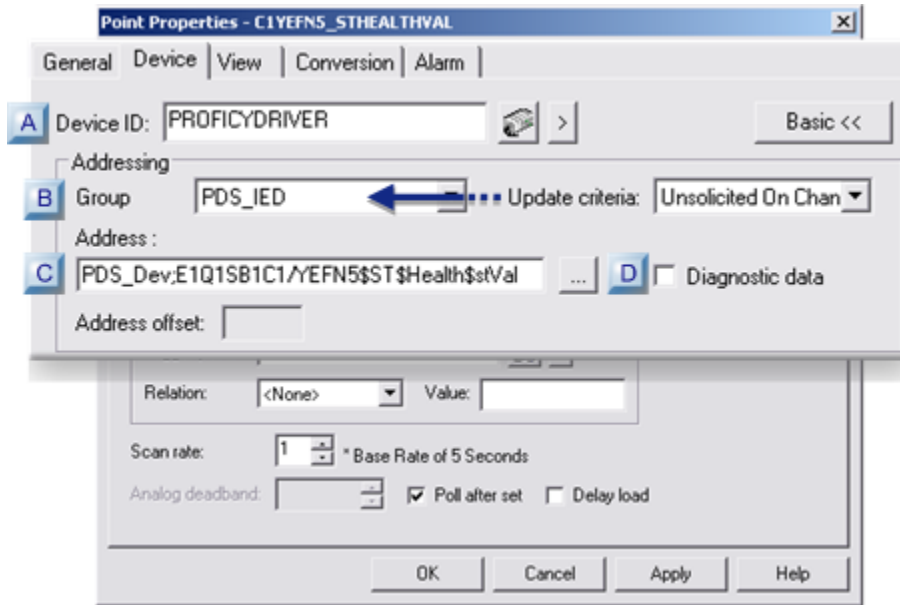 Point Properties - C1YEFN5_STHEALTHVAL
General Device View Conversion Alarm
A Device ID: PROFICYDRIVER > Basic <<
Addressing
B Group PDS_IED Update criteria: Unsolicited On Chan
Address :
C PDS_Dev;E1Q1SB1C1/YEFN5$ST$Health$stVal ... D Diagnostic data
Address offset:
Relation: <None> Value:
Scan rate: 1 * Base Rate of 5 Seconds
Analog deadband: Poll after set Delay load
OK Cancel Apply Help